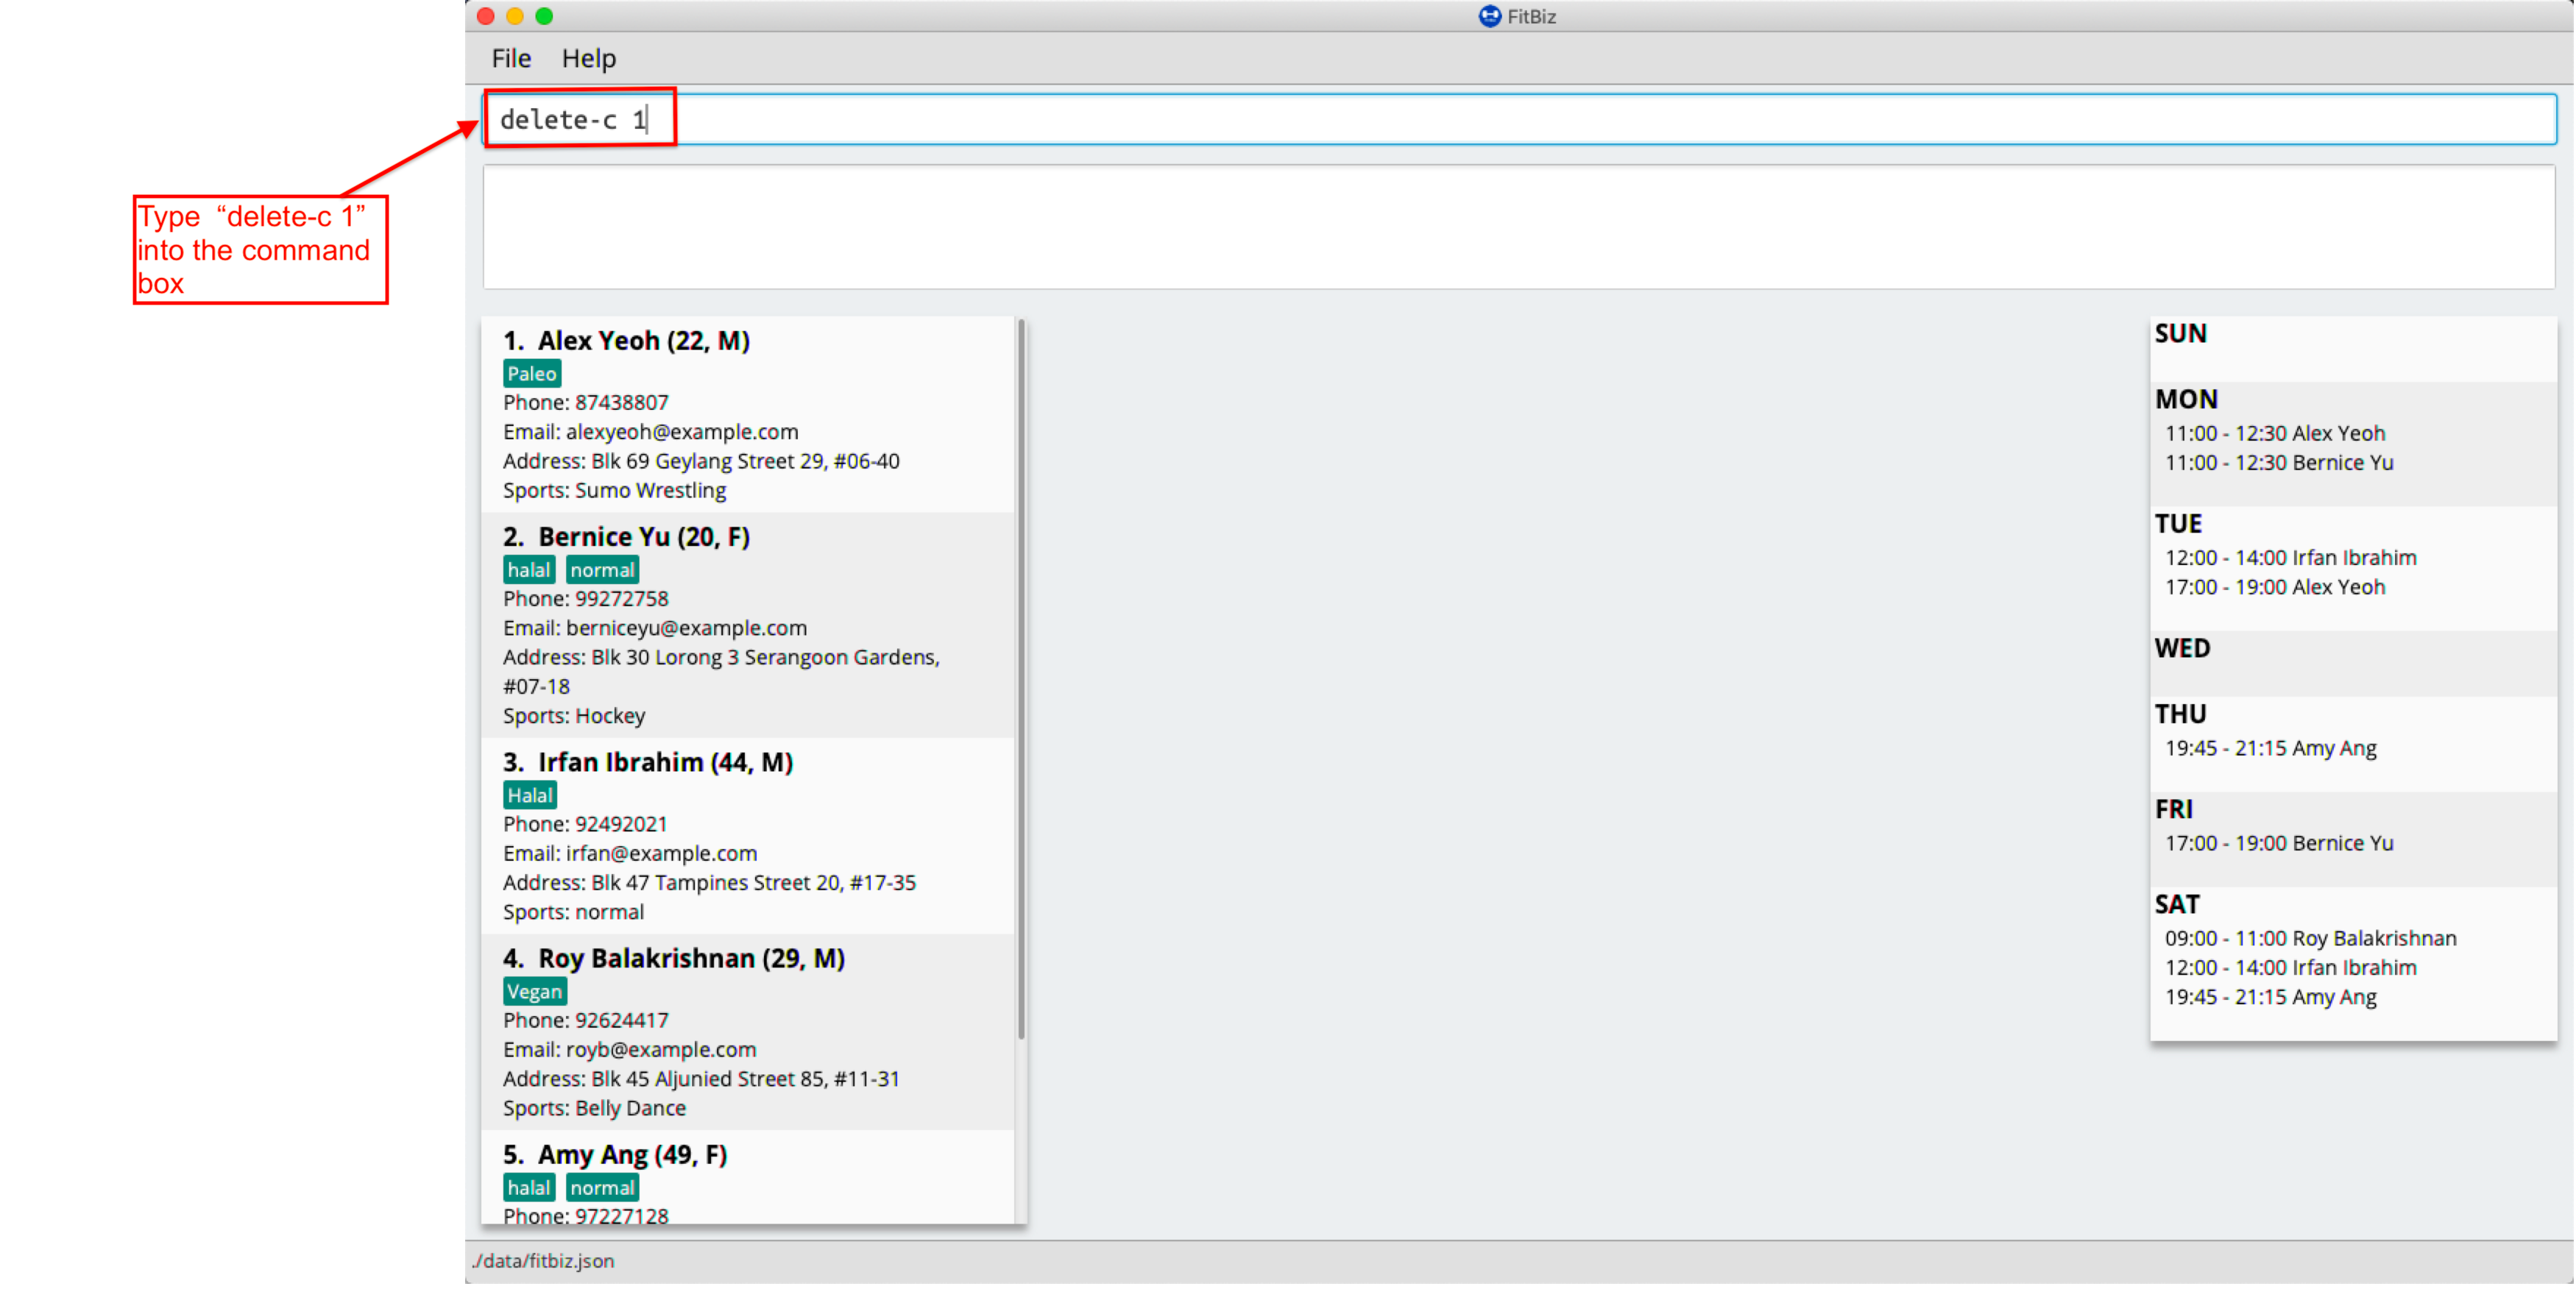 FitBiz
File Help
delete-c 1
Type “delete-c 1”
into the command
box
1. Alex Yeoh (22, M)
Paleo
Phone: 87438807
Email: alexyeoh@example.com
Address: Blk 69 Geylang Street 29, #06-40
Sports: Sumo Wrestling
2. Bernice Yu (20, F)
halal normal
Phone: 99272758
Email: berniceyu@example.com
Address: Blk 30 Lorong 3 Serangoon Gardens,
#07-18
Sports: Hockey
3. Irfan Ibrahim (44, M)
Halal
Phone: 92492021
Email: irfan@example.com
Address: Blk 47 Tampines Street 20, #17-35
Sports: normal
4. Roy Balakrishnan (29, M)
Vegan
Phone: 92624417
Email: royb@example.com
Address: Blk 45 Aljunied Street 85, #11-31
Sports: Belly Dance
5. Amy Ang (49, F)
halal normal
Phone: 97227128
SUN
MON
11:00 - 12:30 Alex Yeoh
11:00 - 12:30 Bernice Yu
TUE
12:00 - 14:00 Irfan Ibrahim
17:00 - 19:00 Alex Yeoh
WED
THU
19:45 - 21:15 Amy Ang
FRI
17:00 - 19:00 Bernice Yu
SAT
09:00 - 11:00 Roy Balakrishnan
12:00 - 14:00 Irfan Ibrahim
19:45 - 21:15 Amy Ang
./data/fitbiz.json